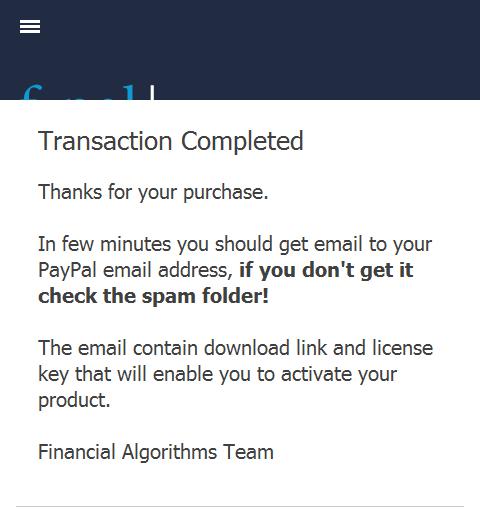 Transaction Completed
Thanks for your purchase.
In few minutes you should get email to your
PayPal email address, if you don't get it
check the spam folder!
The email contain download link and license
key that will enable you to activate your
product.
Financial Algorithms Team